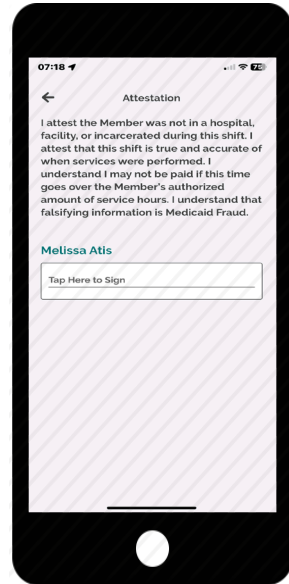 07:18
75
Attestation
I attest the Member was not in a hospital,
facility, or incarcerated during this shift. I
attest that this shift is true and accurate of
when services were performed. I
understand I may not be paid if this time
goes over the Member's authorized
amount of service hours. I understand that
falsifying information is Medicaid Fraud.
Melissa Atis
Tap Here to Sign